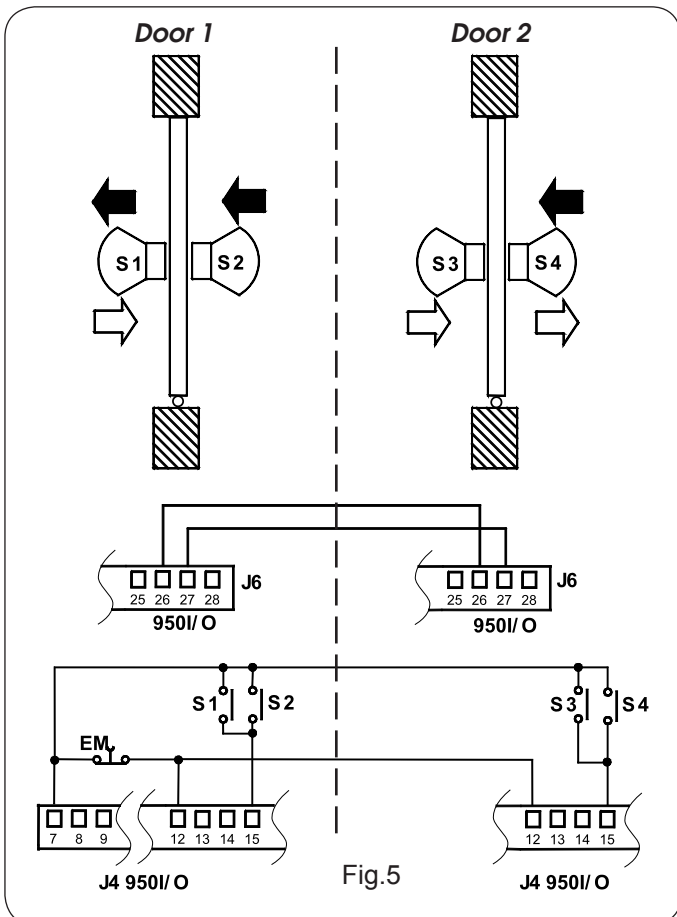 Door 1 Door 2
S1 S2 S3 S4
J6 J6
25 26 27 28 25 26 27 28
950I/O 950I/O
S1 S2 S3 S4
EM
7 8 9 12 13 14 15 12 13 14 15
J4 950I/O Fig.5 J4 950I/O